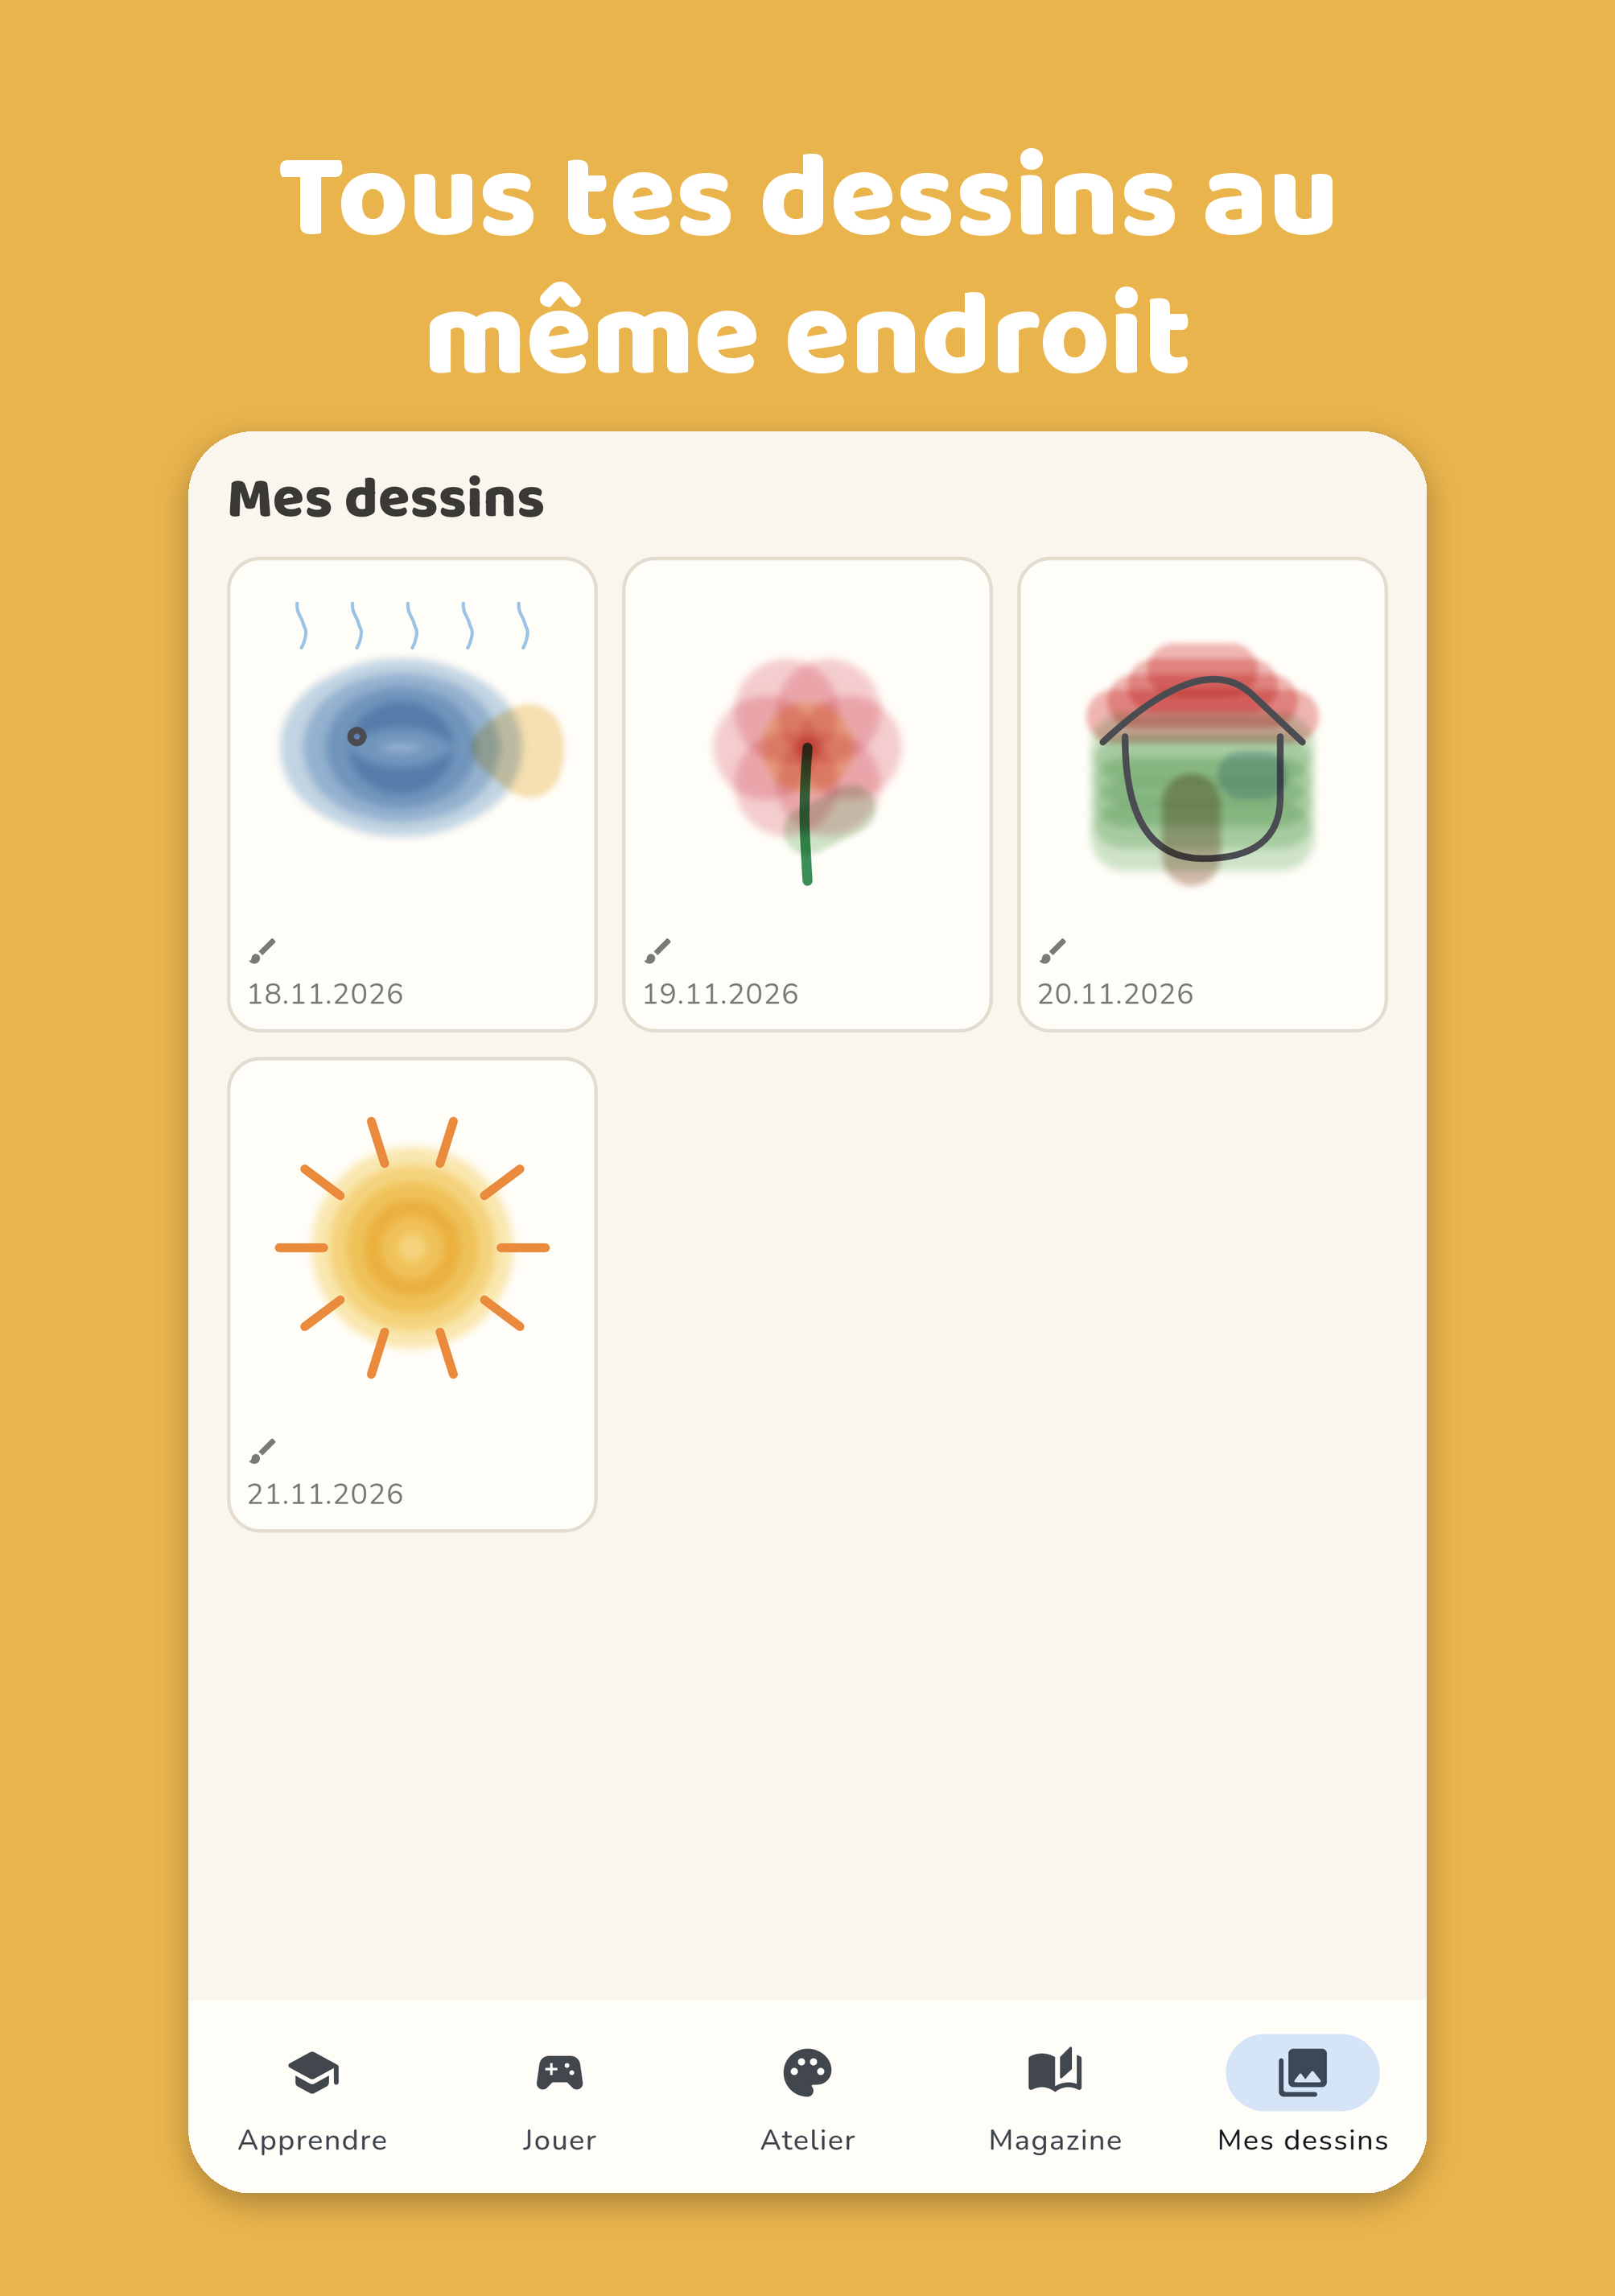 Tous tes dessins au
même endroit
Mes dessins
18.11.2026
19.11.2026
20.11.2026
21.11.2026
Apprendre
Jouer
Atelier
Magazine
Mes dessins